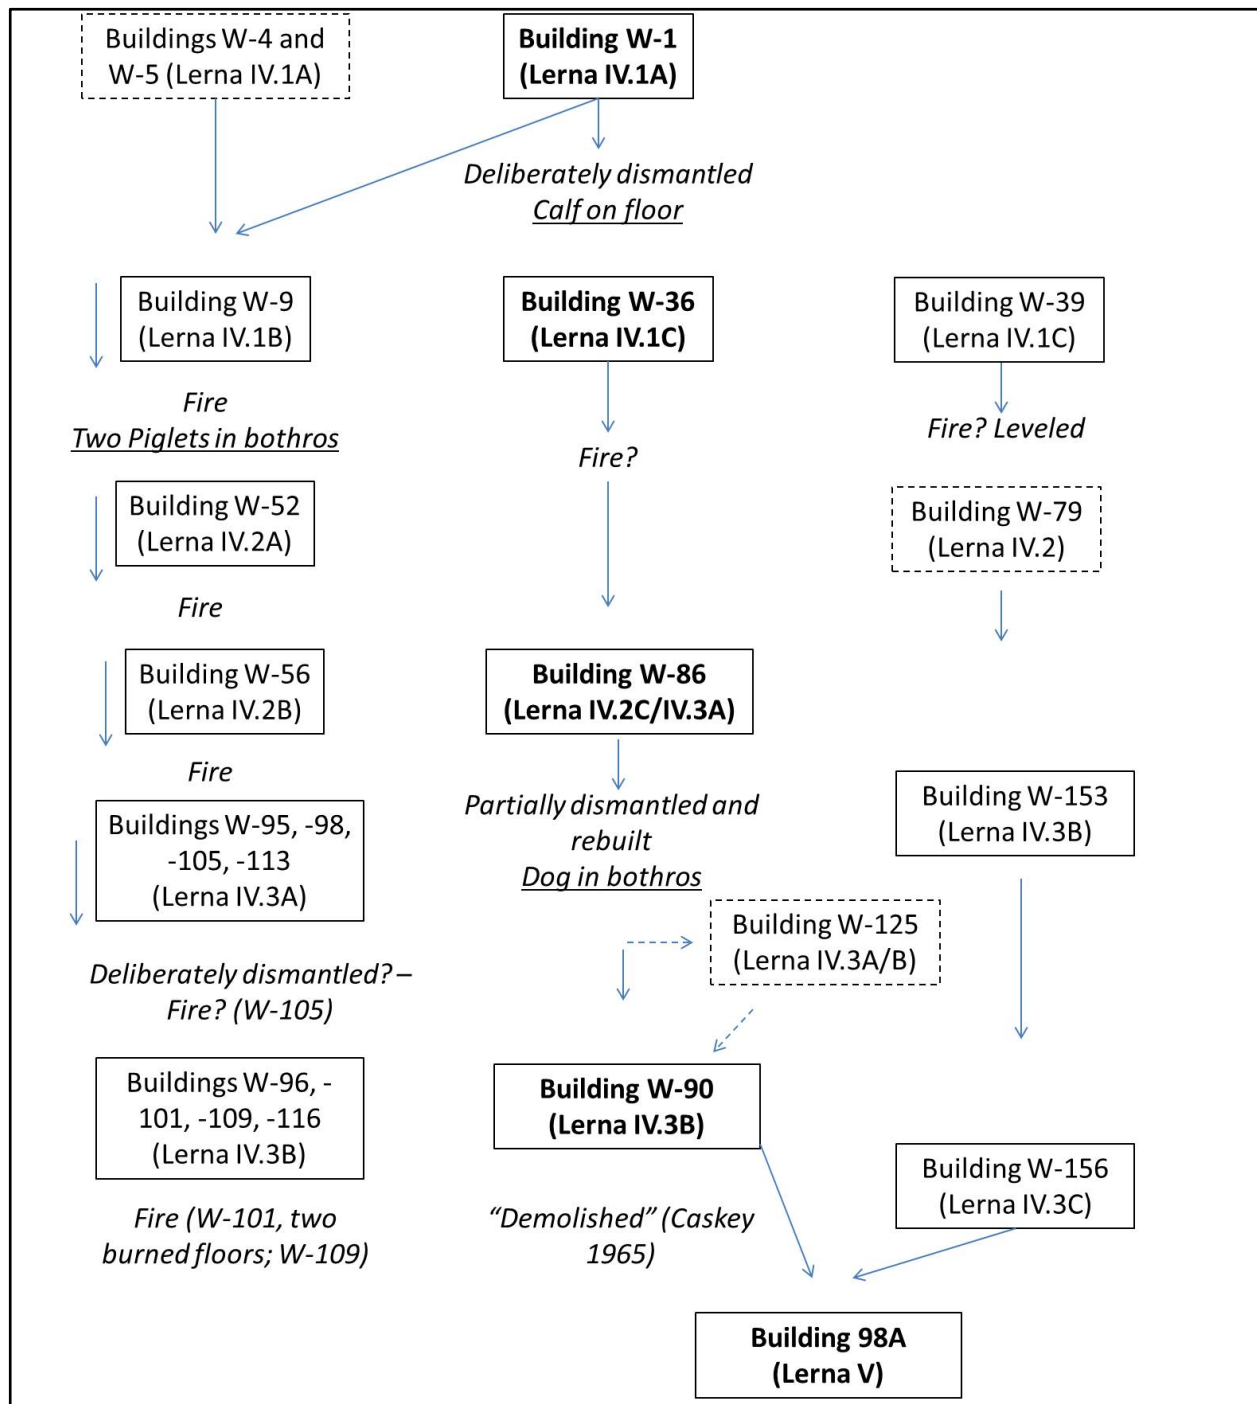 Buildings W-4 and
W-5 (Lerna IV.1A)
Building W-1
(Lerna IV.1A)
Deliberately dismantled
Calf on floor
Building W-9
(Lerna IV.1B)
Building W-36
(Lerna IV.1C)
Building W-39
(Lerna IV.1C)
Fire
Two Piglets in bothros
Fire?
Fire? Leveled
Building W-52
(Lerna IV.2A)
Building W-79
(Lerna IV.2)
Fire
Building W-56
(Lerna IV.2B)
Building W-86
(Lerna IV.2C/IV.3A)
Fire
Partially dismantled and
rebuilt
Dog in bothros
Building W-153
(Lerna IV.3B)
Buildings W-95, -98,
-105, -113
(Lerna IV.3A)
Building W-125
(Lerna IV.3A/B)
Deliberately dismantled? –
Fire? (W-105)
Buildings W-96, -
101, -109, -116
(Lerna IV.3B)
Building W-90
(Lerna IV.3B)
Building W-156
(Lerna IV.3C)
Fire (W-101, two
burned floors; W-109)
“Demolished” (Caskey
1965)
Building 98A
(Lerna V)